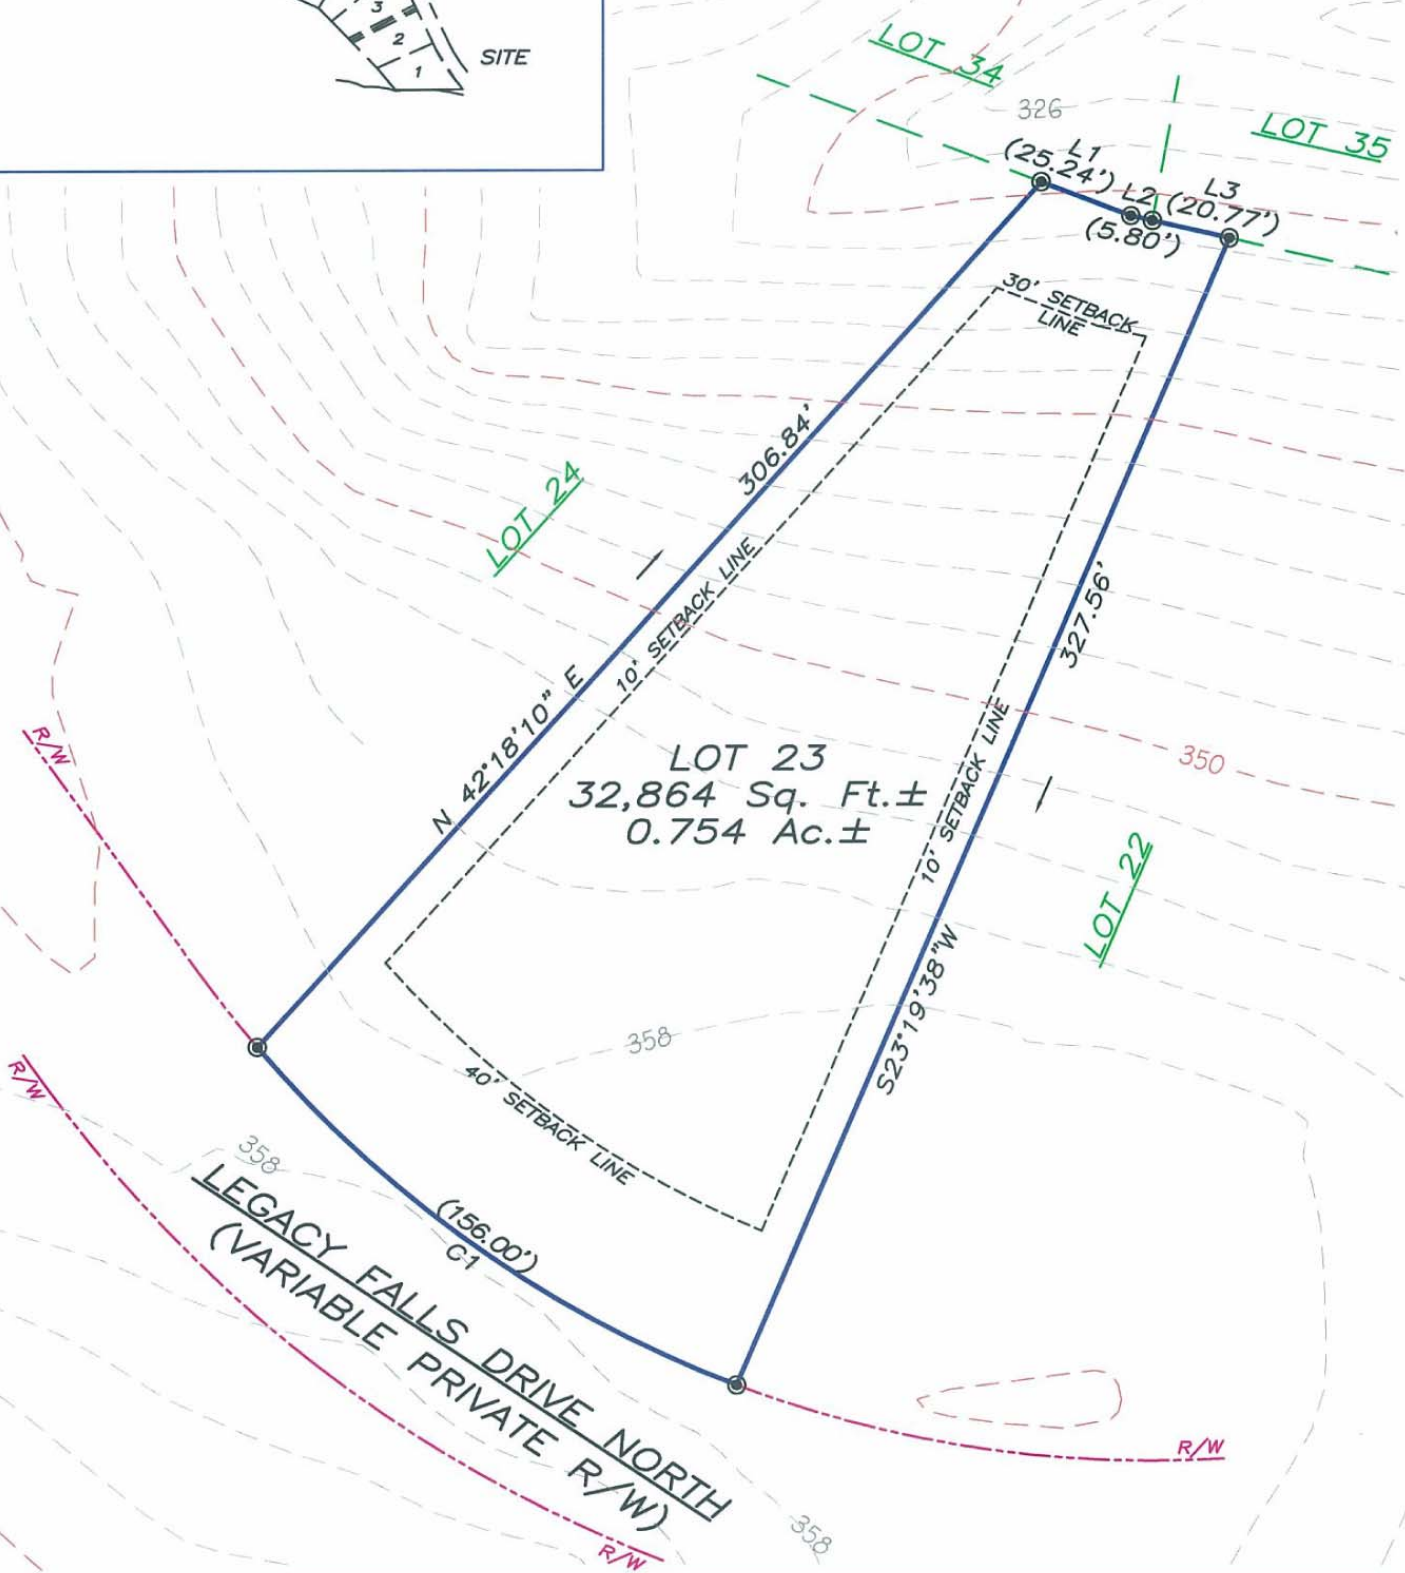 3
2
1
SITE
LOT 34
326
LOT 35
L1
(25.24')
L2
(5.80')
L3
(20.77')
30' SETBACK
LINE
306.84'
LOT 24
10' SETBACK LINE
327.56'
N 42°18'10" E
R/W
LOT 23
32,864 Sq. Ft.±
0.754 Ac.±
350
10' SETBACK LINE
LOT 22
S23°19'38"W
358
40' SETBACK LINE
R/W
358
(156.00')
C1
LEGACY FALLS DRIVE NORTH
(VARIABLE PRIVATE R/W)
R/W
358
R/W